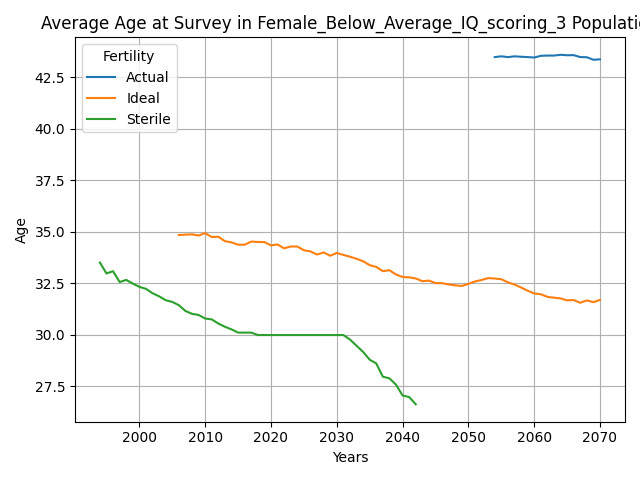 Average Age at Survey in Female_Below_Average_IQ_scoring_3 Populatio
Fertility
Actual
Ideal
Sterile
42.5
40.0
37.5
35.0
32.5
30.0
27.5
Age
2000 2010 2020 2030 2040 2050 2060 2070
Years